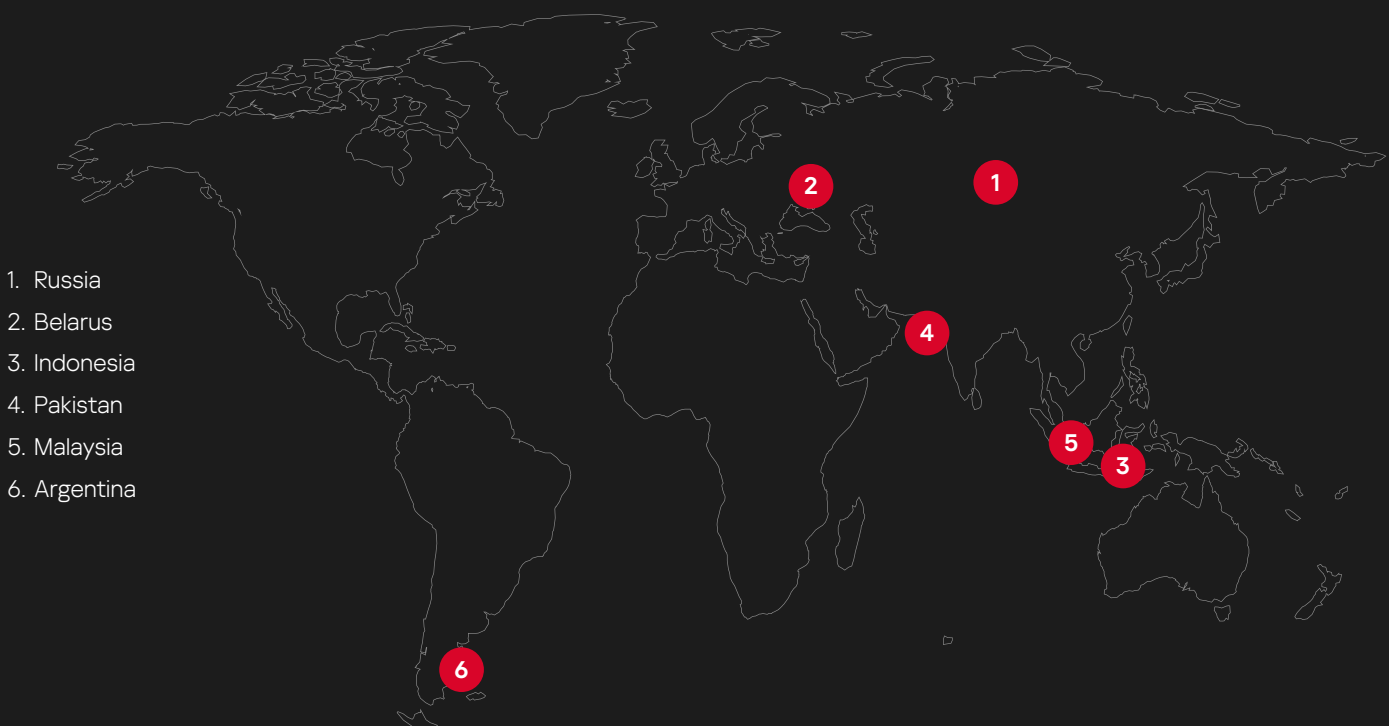 2
1
1. Russia
2. Belarus
3. Indonesia
4. Pakistan
5. Malaysia
6. Argentina
4
5
3
6